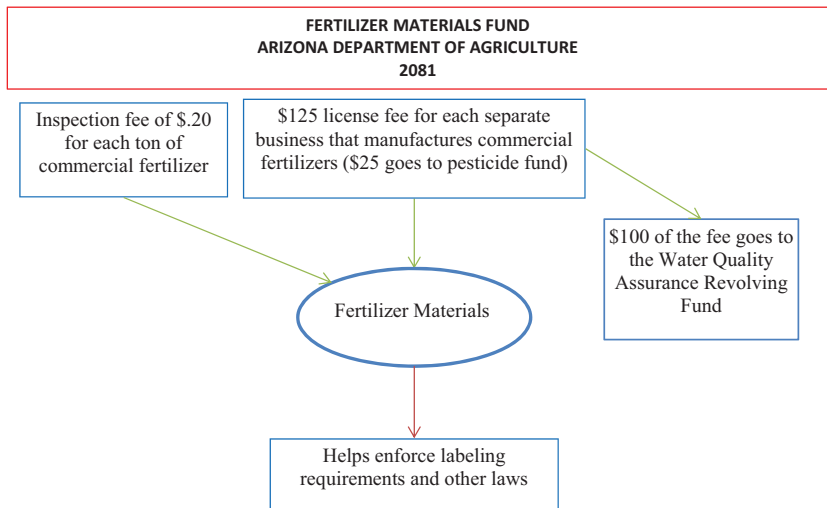 FERTILIZER MATERIALS FUND
ARIZONA DEPARTMENT OF AGRICULTURE
2081
Inspection fee of $.20
for each ton of
commercial fertilizer
$125 license fee for each separate
business that manufactures commercial
fertilizers ($25 goes to pesticide fund)
$100 of the fee goes to
the Water Quality
Assurance Revolving
Fund
Fertilizer Materials
Helps enforce labeling
requirements and other laws